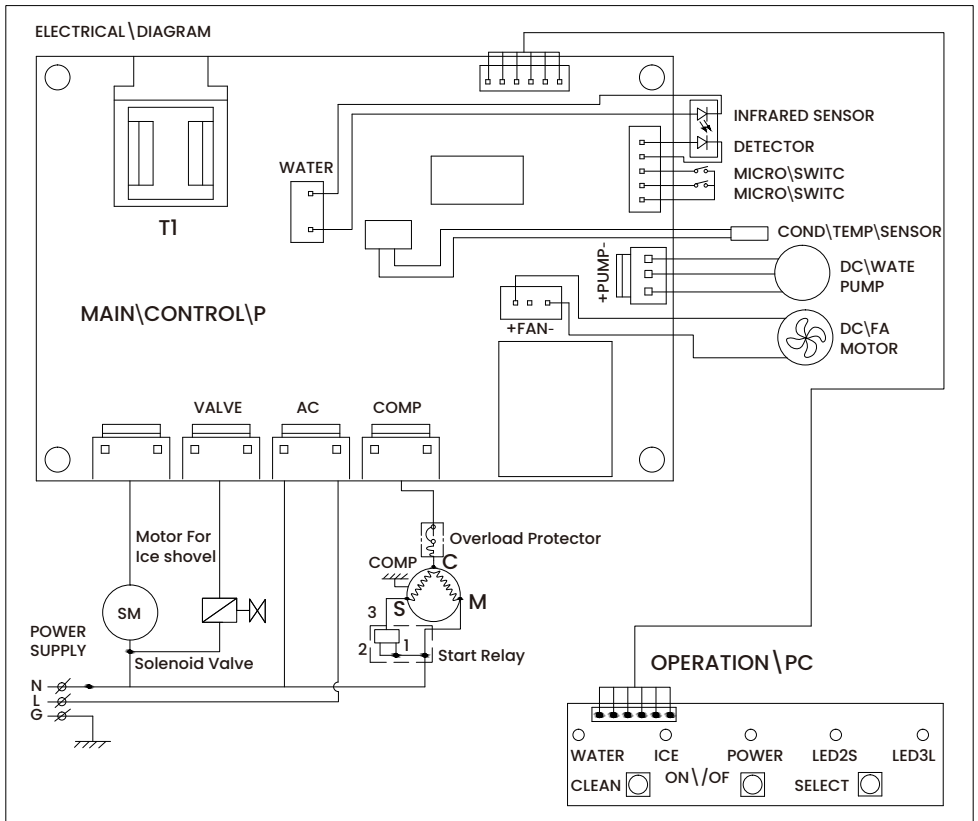 ELECTRICAL\DIAGRAM
INFRARED SENSOR
DETECTOR
WATER
MICRO\SWITC
MICRO\SWITC
T1
COND\TEMP\SENSOR
+PUMP-
DC\WATE
PUMP
MAIN\CONTROL\P
+FAN-
DC\FA
MOTOR
VALVE
AC
COMP
Motor For
Ice shovel
Overload Protector
COMP
C
S
M
SM
3
2
1
POWER
SUPPLY
Solenoid Valve
Start Relay
OPERATION\PC
N
L
G
WATER
ICE
POWER
LED2S
LED3L
CLEAN
ON\/OF
SELECT